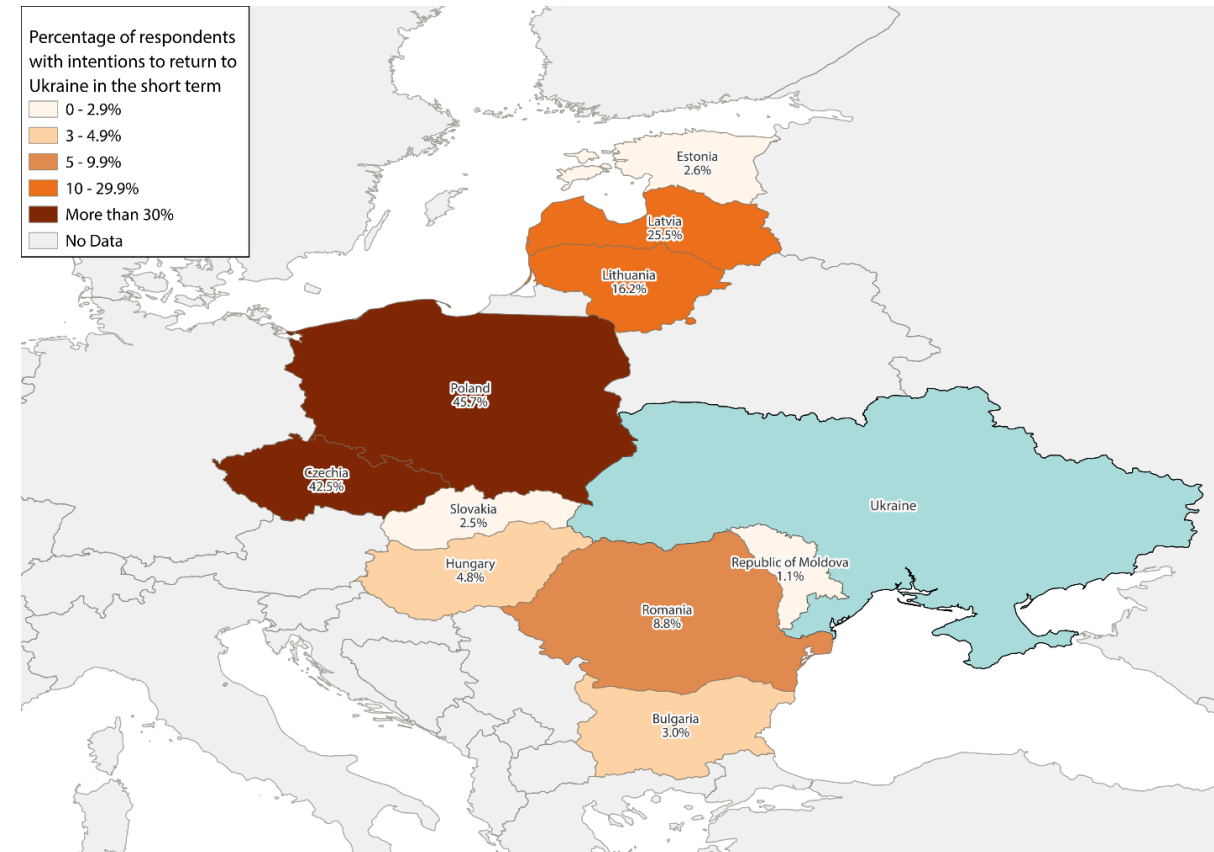 Percentage of respondents
with intentions to return to
Ukraine in the short term
0 - 2.9%
3 - 4.9%
5 - 9.9%
10 - 29.9%
More than 30%
No Data
Estonia
2.6%
Latvia
25.5%
Lithuania
16.2%
Poland
45.7%
Czechia
42.5%
Slovakia
2.5%
Ukraine
Hungary
4.8%
Republic of Moldova
1.1%
Romania
8.8%
Bulgaria
3.0%